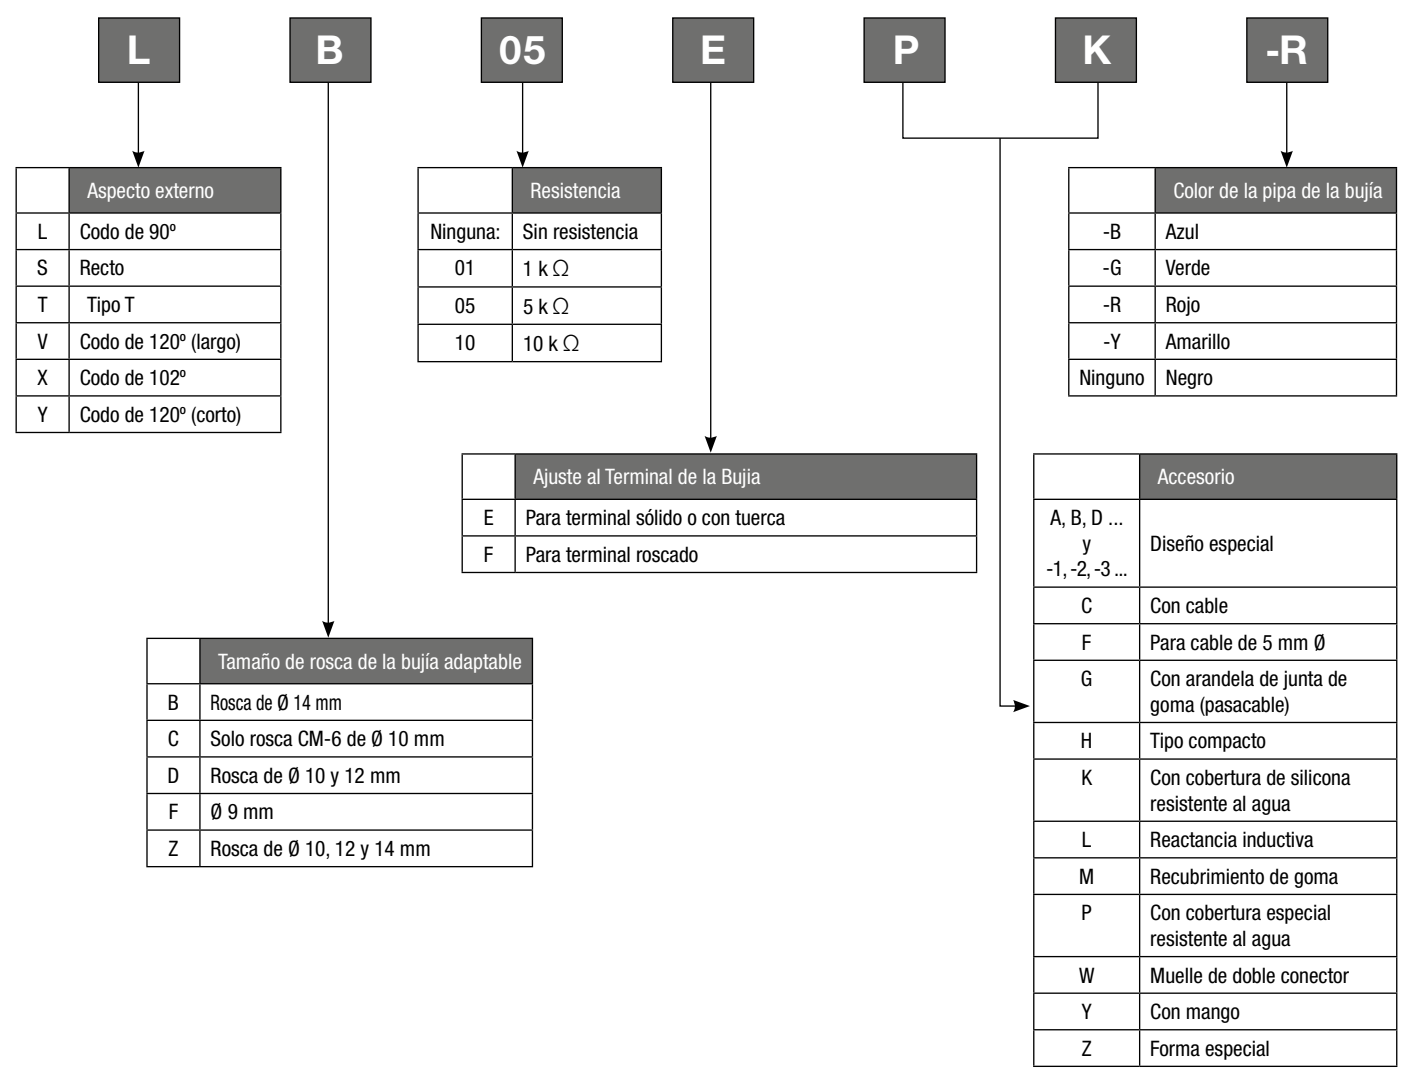 L B 05 E P K -R
Aspecto externo
L Codo de 90º
S Recto
T Tipo T
V Codo de 120º (largo)
X Codo de 102º
Y Codo de 120º (corto)
Resistencia
Ninguna: Sin resistencia
01 1 k Ω
05 5 k Ω
10 10 k Ω
Color de la pipa de la bujía
-B Azul
-G Verde
-R Rojo
-Y Amarillo
Ninguno Negro
Ajuste al Terminal de la Bujia
E Para terminal sólido o con tuerca
F Para terminal roscado
Tamaño de rosca de la bujía adaptable
B Rosca de Ø 14 mm
C Solo rosca CM-6 de Ø 10 mm
D Rosca de Ø 10 y 12 mm
F Ø 9 mm
Z Rosca de Ø 10, 12 y 14 mm
Accesorio
A, B, D ...
y
-1, -2, -3 ...
Diseño especial
C Con cable
F Para cable de 5 mm Ø
G Con arandela de junta de
goma (pasacable)
H Tipo compacto
K Con cobertura de silicona
resistente al agua
L Reactancia inductiva
M Recubrimiento de goma
P Con cobertura especial
resistente al agua
W Muelle de doble conector
Y Con mango
Z Forma especial